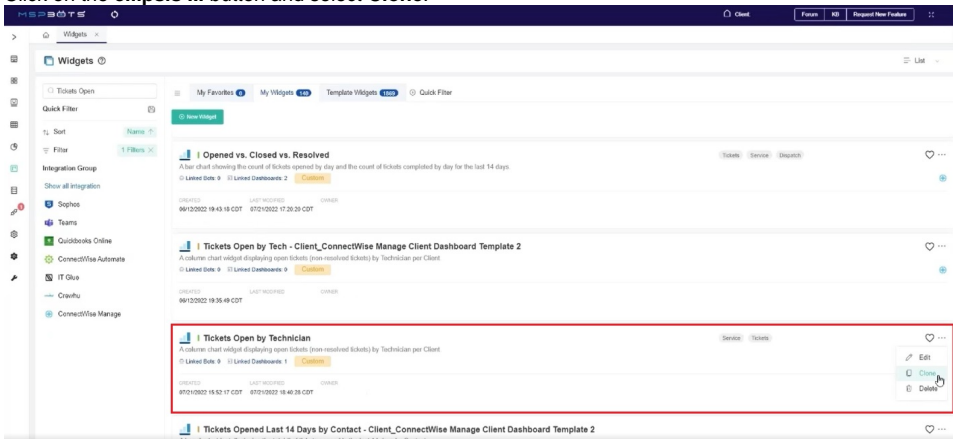 Click on the ellipsis ... button and select Clone.
MSPBOTS
Client
Forum
KB
Request New Feature
Widgets ×
Widgets
List
Tickets Open
My Favorites 6
My Widgets 149
Template Widgets 1569
Quick Filter
Quick Filter
New Widget
Sort
Name ↑
Filter
1 Filters ×
Integration Group
Show all integration
Sophos
Teams
Quickbooks Online
ConnectWise Automate
IT Glue
Crewhu
ConnectWise Manage
Opened vs. Closed vs. Resolved
Tickets Service Dispatch
A bar chart showing the count of tickets opened by day and the count of tickets completed by day for the last 14 days.
Linked Bots: 0 Linked Dashboards: 2 Custom
CREATED LAST MODIFIED OWNER
06/12/2022 19:43:18 CDT 07/21/2022 17:20:20 CDT
Tickets Open by Tech - Client_ConnectWise Manage Client Dashboard Template 2
A column chart widget displaying open tickets (non-resolved tickets) by Technician per Client
Linked Bots: 0 Linked Dashboards: 0 Custom
CREATED LAST MODIFIED OWNER
06/12/2022 19:35:49 CDT
Tickets Open by Technician
Service Tickets
A column chart widget displaying open tickets (non-resolved tickets) by Technician per Client
Linked Bots: 0 Linked Dashboards: 1 Custom
CREATED LAST MODIFIED OWNER
07/21/2022 15:52:17 CDT 07/21/2022 18:40:26 CDT
Edit
Clone
Delete
Tickets Opened Last 14 Days by Contact - Client_ConnectWise Manage Client Dashboard Template 2